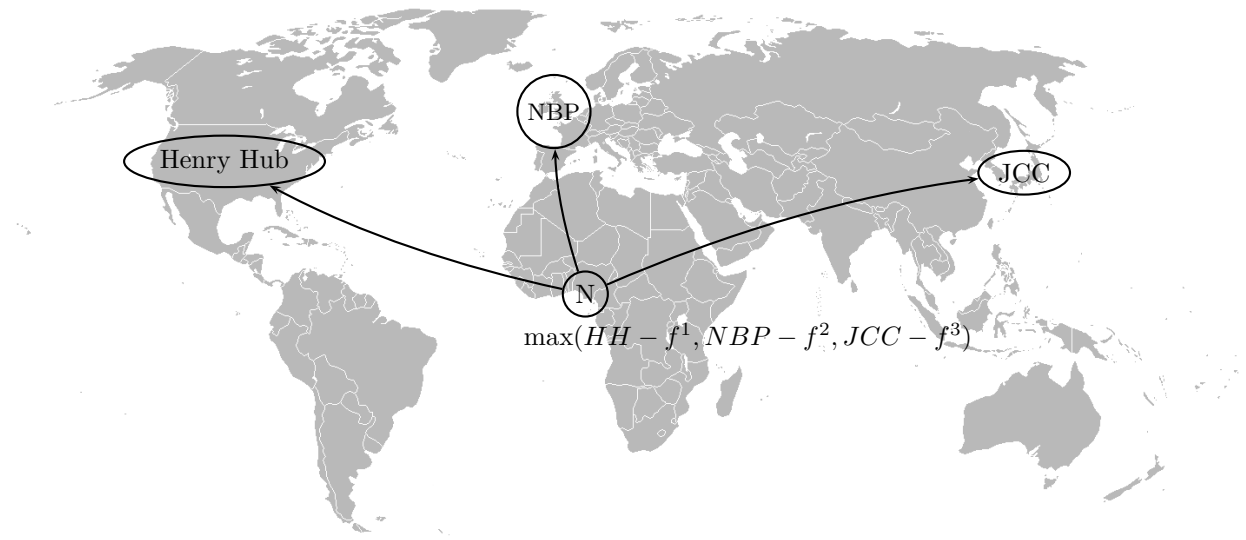 NBP
Henry Hub
JCC
N
max(HH − f¹, NBP − f², JCC − f³)